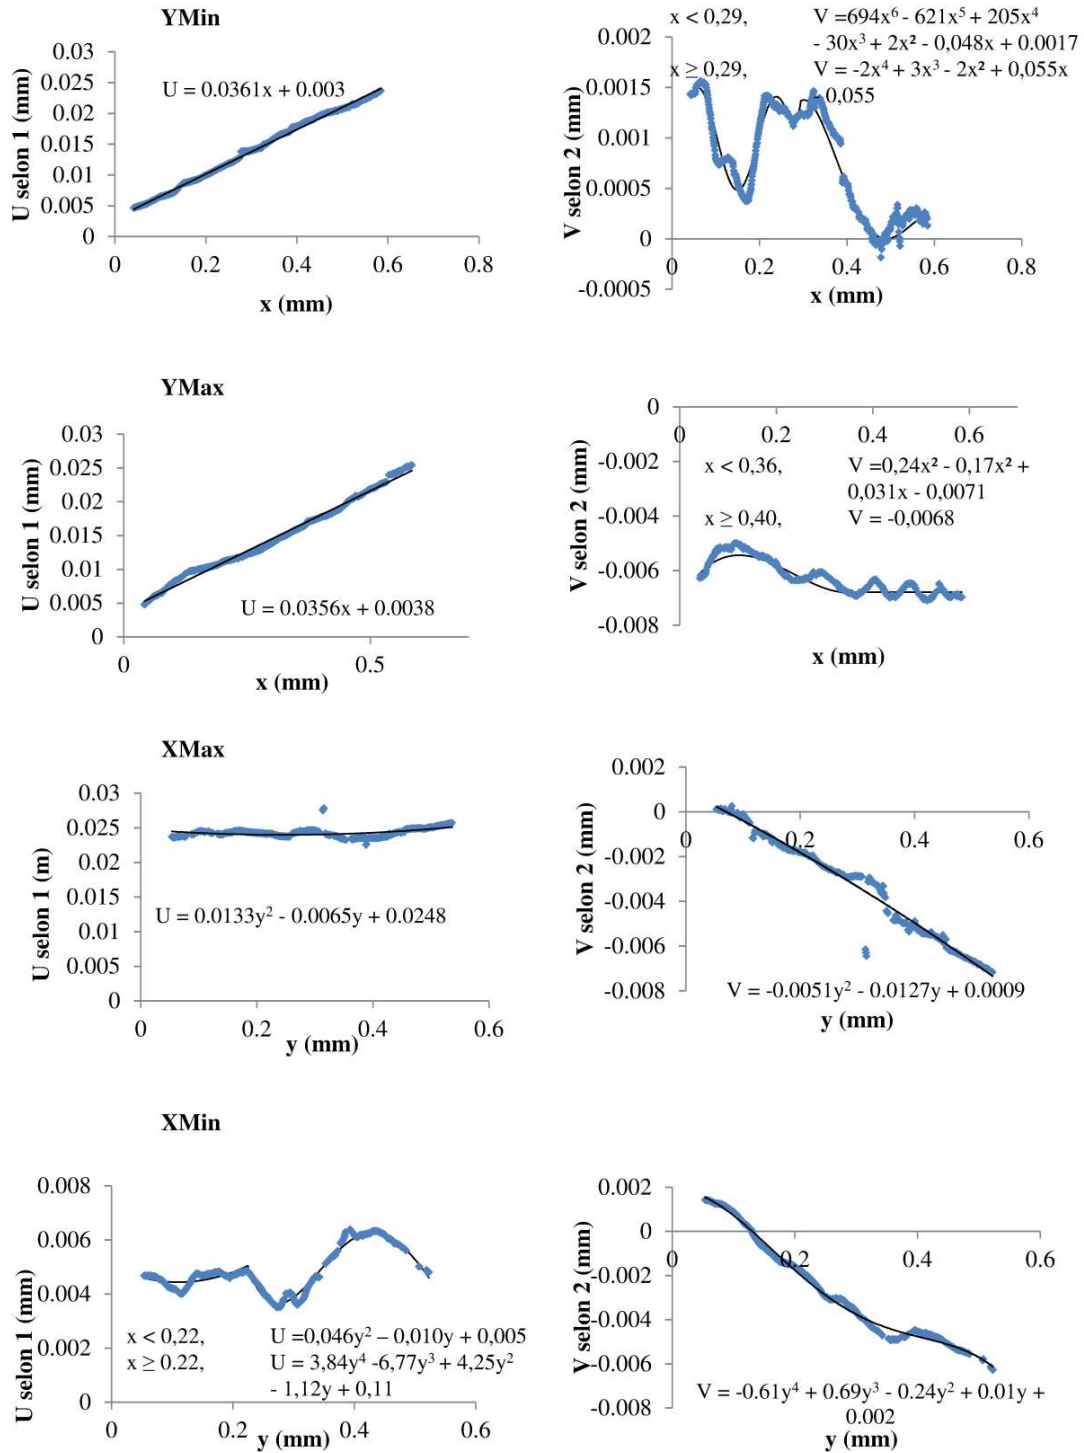 YMin
0.03
0.025
0.02
0.015
0.01
0.005
0
U selon 1 (mm)
U = 0.0361x + 0.003
0 0.2 0.4 0.6 0.8
x (mm)
x < 0,29, V =694x⁶ - 621x⁵ + 205x⁴
- 30x³ + 2x² - 0,048x + 0.0017
x ≥ 0,29, V = -2x⁴ + 3x³ - 2x² + 0,055x
0,055
0.002
0.0015
0.001
0.0005
0
-0.0005
V selon 2 (mm)
0 0.2 0.4 0.6 0.8
x (mm)
YMax
0.03
0.025
0.02
0.015
0.01
0.005
0
U selon 1 (mm)
U = 0.0356x + 0.0038
0 0.5
x (mm)
0
-0.002
-0.004
-0.006
-0.008
V selon 2 (mm)
0 0.2 0.4 0.6
x < 0,36, V =0,24x² - 0,17x² +
0,031x - 0,0071
x ≥ 0,40, V = -0,0068
x (mm)
XMax
0.03
0.025
0.02
0.015
0.01
0.005
0
U selon 1 (m)
U = 0.0133y² - 0.0065y + 0.0248
0 0.2 0.4 0.6
y (mm)
0.002
0
-0.002
-0.004
-0.006
-0.008
V selon 2 (mm)
0 0.2 0.4 0.6
V = -0.0051y² - 0.0127y + 0.0009
y (mm)
XMin
0.008
0.006
0.004
0.002
0
U selon 1 (mm)
x < 0,22, U =0,046y² – 0,010y + 0,005
x ≥ 0.22, U = 3,84y⁴ -6,77y³ + 4,25y²
- 1,12y + 0,11
0 0.2 0.4 0.6
y (mm)
0.002
0
-0.002
-0.004
-0.006
-0.008
V selon 2 (mm)
0 0.2 0.4 0.6
V = -0.61y⁴ + 0.69y³ - 0.24y² + 0.01y +
0.002
y (mm)